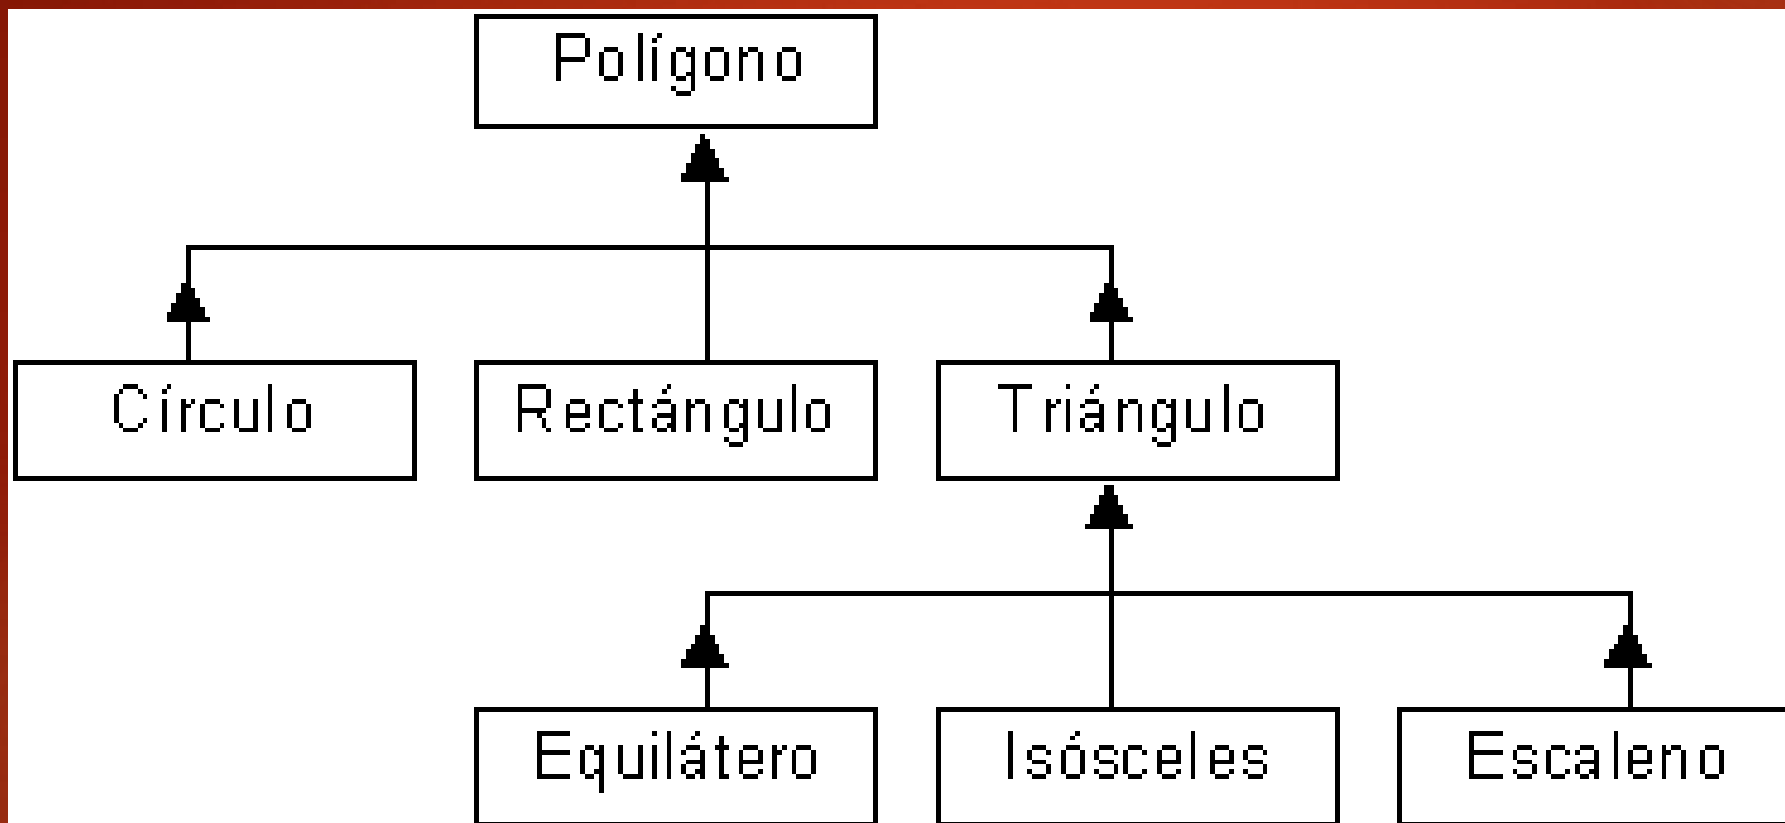 Polígono
Círculo
Rectángulo
Triángulo
Equilátero
Isósceles
Escaleno